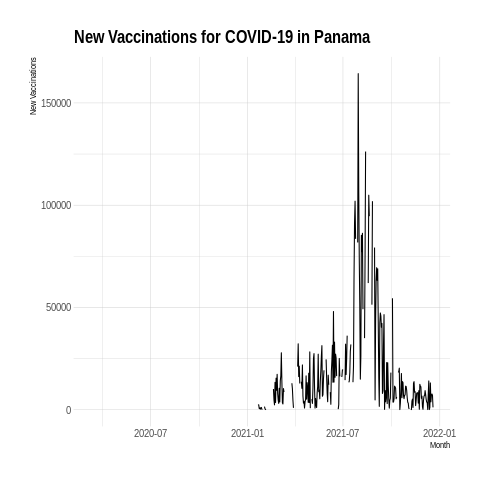 New Vaccinations for COVID-19 in Panama
New Vaccinations
150000
100000
50000
0
2020-07
2021-01
2021-07
2022-01
Month